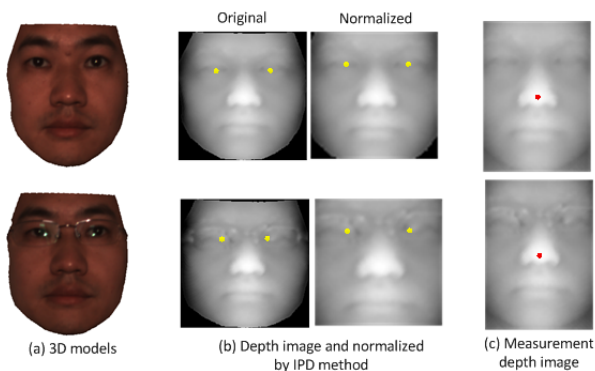 Original
Normalized
(a) 3D models
(b) Depth image and normalized
by IPD method
(c) Measurement
depth image